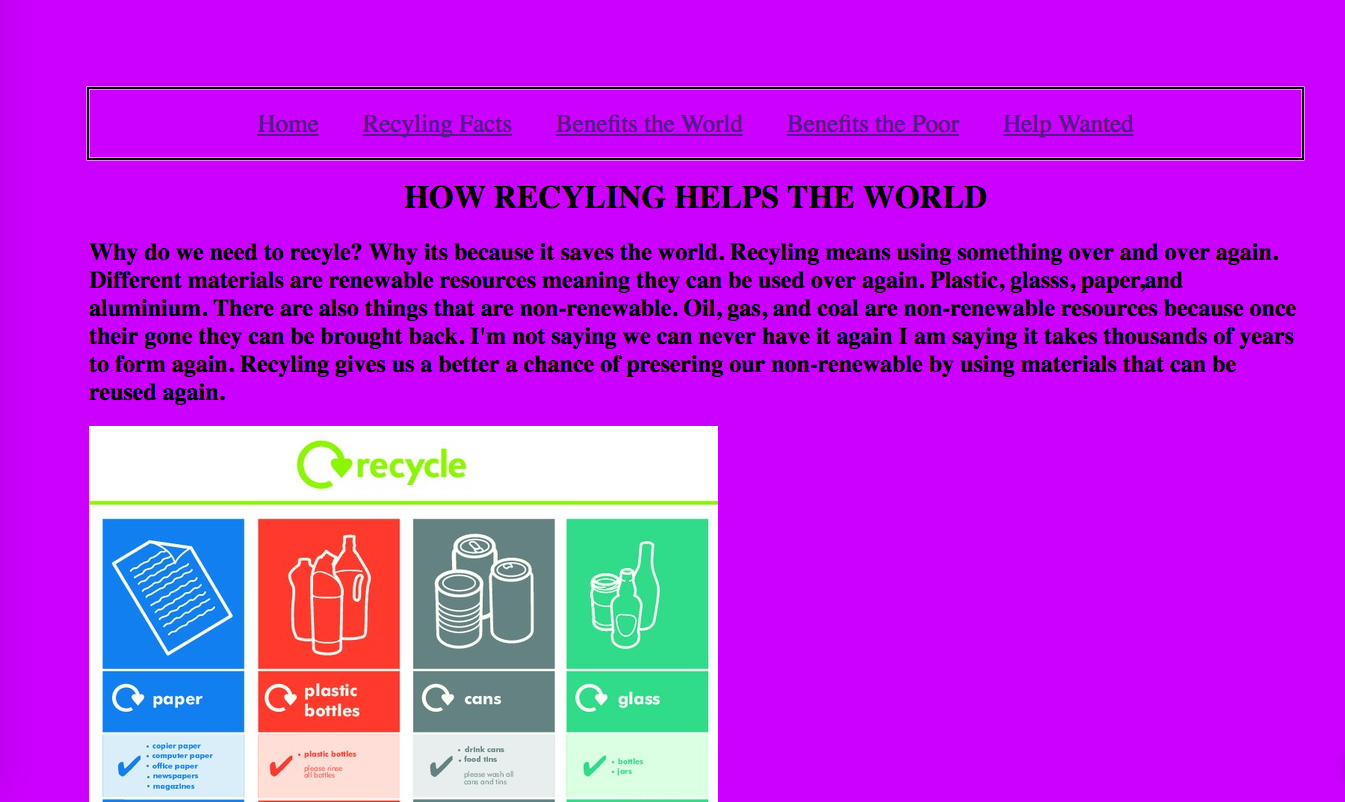 Home Recyling Facts Benefits the World Benefits the Poor Help Wanted
HOW RECYLING HELPS THE WORLD
Why do we need to recyle? Why its because it saves the world. Recyling means using something over and over again.
Different materials are renewable resources meaning they can be used over again. Plastic, glasss, paper,and
aluminium. There are also things that are non-renewable. Oil, gas, and coal are non-renewable resources because once
their gone they can be brought back. I'm not saying we can never have it again I am saying it takes thousands of years
to form again. Recyling gives us a better a chance of presering our non-renewable by using materials that can be
reused again.
recycle
paper
plastic
bottles
cans
glass
• copier paper
• computer paper
• office paper
• newspapers
• magazines
• plastic bottles
please rinse
all bottles
• drink cans
• food tins
please wash all
cans and tins
• bottles
• jars